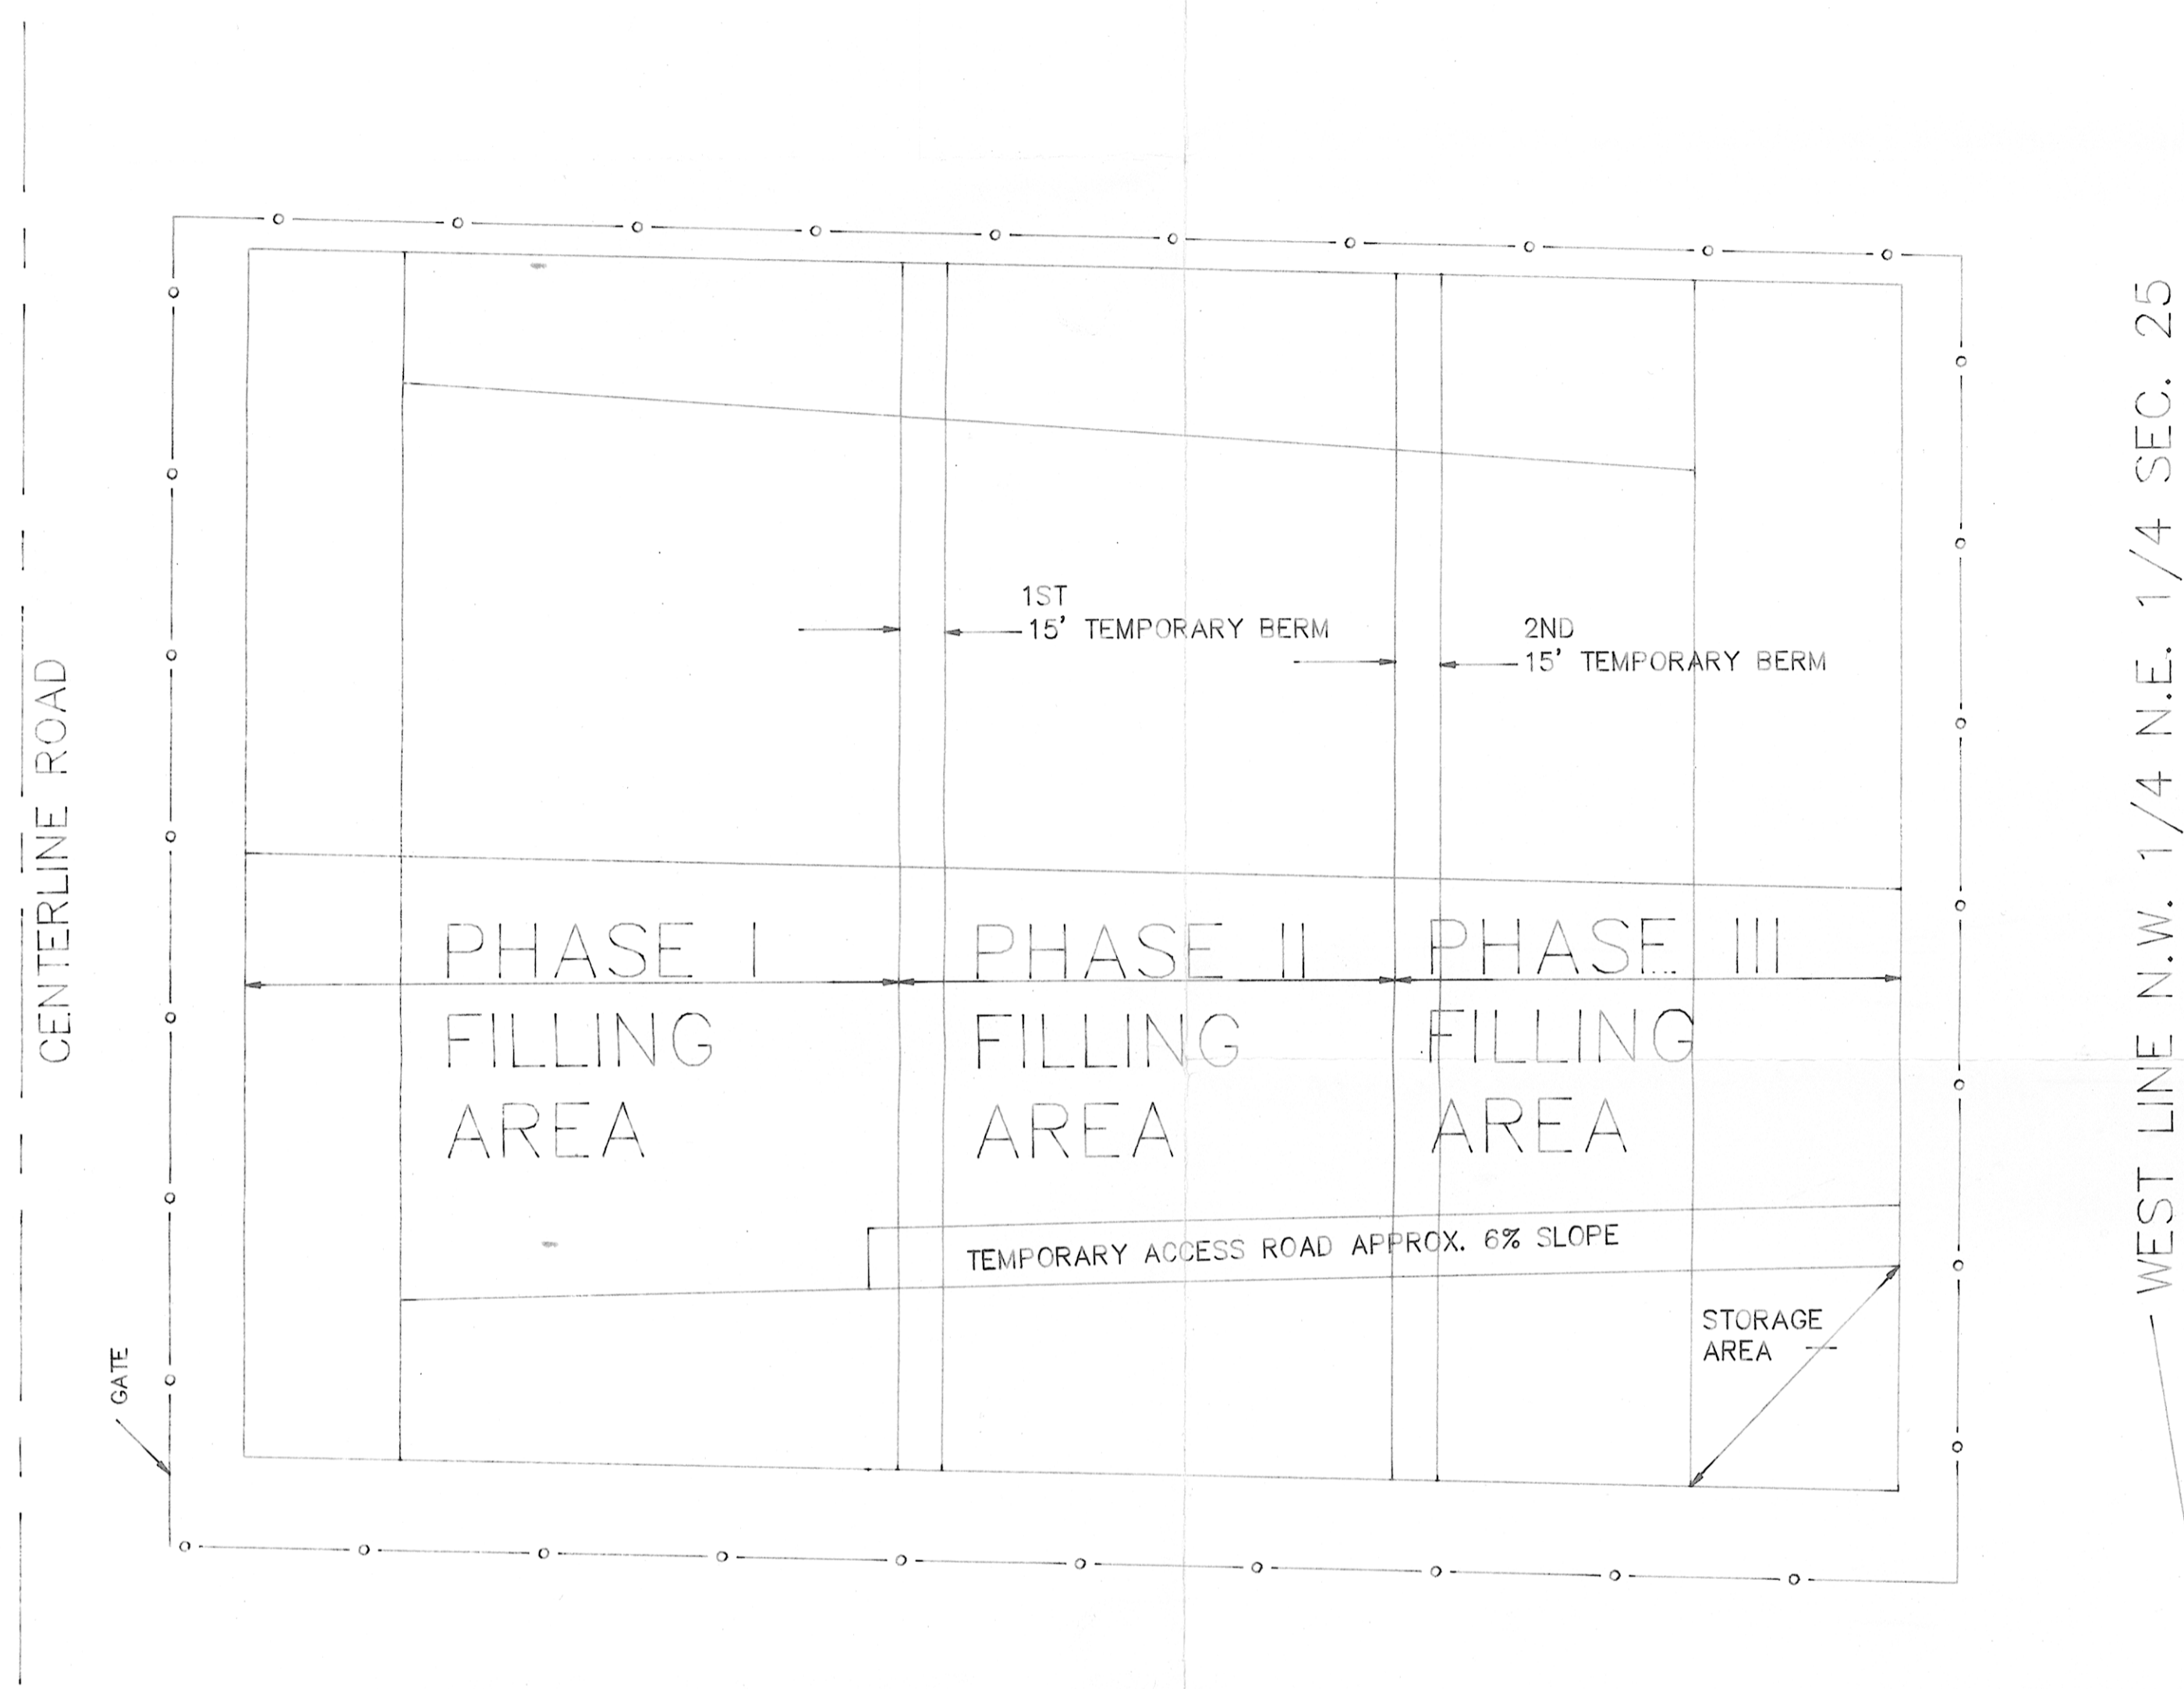 CENTERLINE ROAD
1ST
15' TEMPORARY BERM
2ND
15' TEMPORARY BERM
PHASE I
FILLING
AREA
PHASE II
FILLING
AREA
PHASE III
FILLING
AREA
TEMPORARY ACCESS ROAD APPROX. 6% SLOPE
STORAGE
AREA
GATE
WEST LINE N.W. 1/4 N.E. 1/4 SEC. 25